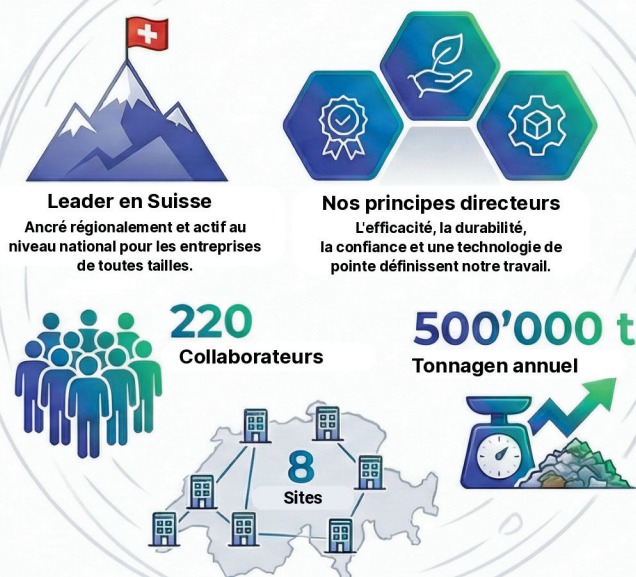 Leader en Suisse
Ancré régionalement et actif au
niveau national pour les entreprises
de toutes tailles.
Nos principes directeurs
L'efficacité, la durabilité,
la confiance et une technologie de
pointe définissent notre travail.
220
Collaborateurs
500’000 t
Tonnagen annuel
8
Sites